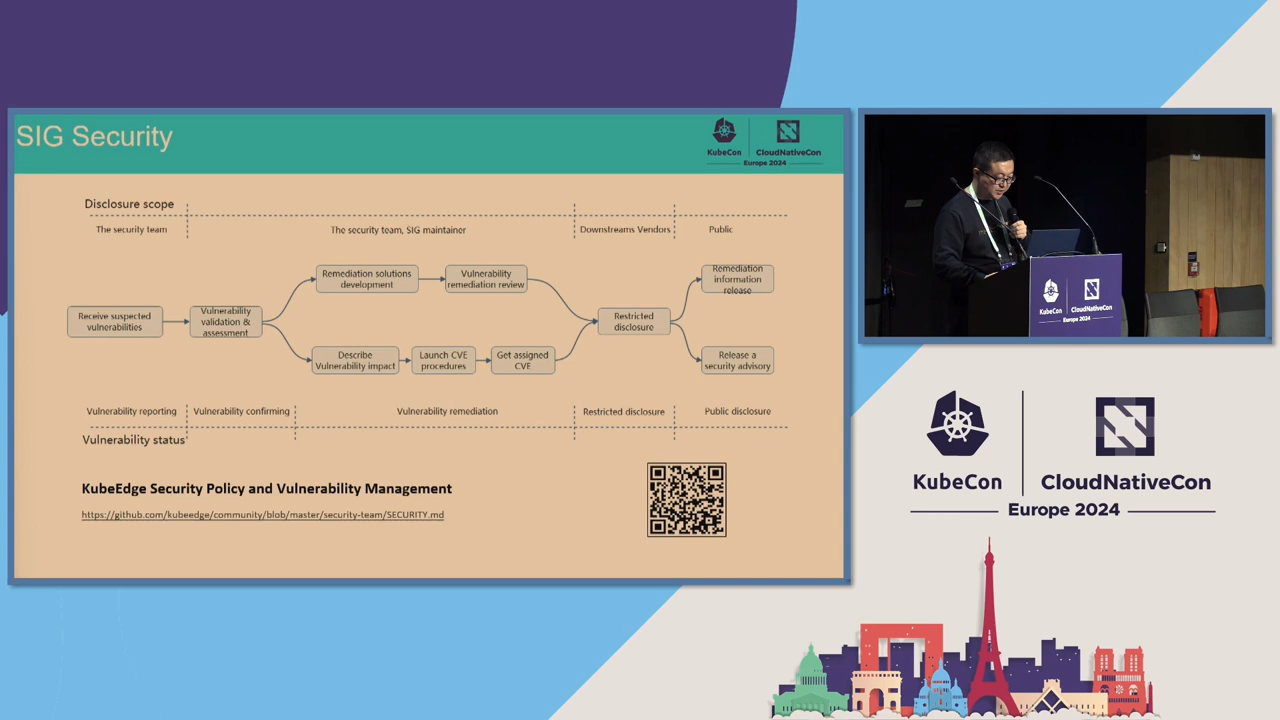 SIG Security
KubeCon
CloudNativeCon
Europe 2024
Disclosure scope
The security team
The security team, SIG maintainer
Downstreams Vendors
Public
Receive suspected
vulnerabilities
Vulnerability
validation &
assessment
Remediation solutions
development
Vulnerability
remediation review
Describe
Vulnerability impact
Launch CVE
procedures
Get assigned
CVE
Restricted
disclosure
Remediation
information
release
Release a
security advisory
Vulnerability reporting
Vulnerability confirming
Vulnerability remediation
Restricted disclosure
Public disclosure
Vulnerability status
KubeEdge Security Policy and Vulnerability Management
https://github.com/kubeedge/community/blob/master/security-team/SECURITY.md
KubeCon
CloudNativeCon
Europe 2024
KubeCon
CloudNativeCon
Europe 2024